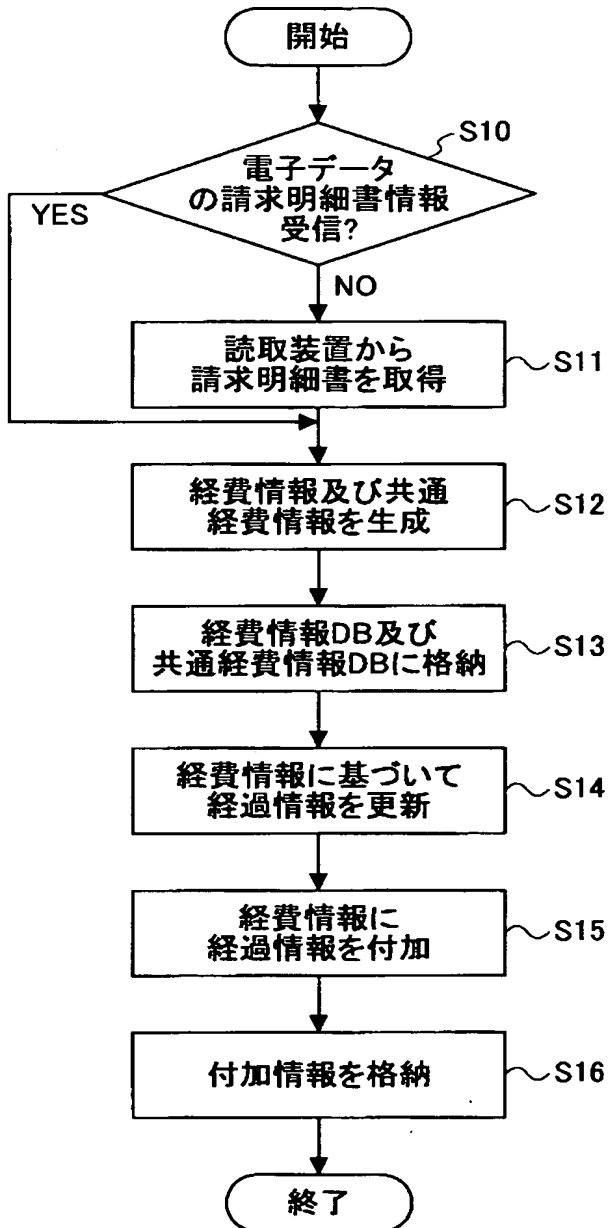 開始
S10
電子データ
の請求明細書情報
受信?
YES
NO
読取装置から
請求明細書を取得
S11
経費情報及び共通
経費情報を生成
S12
経費情報DB及び
共通経費情報DBに格納
S13
経費情報に基づいて
経過情報を更新
S14
経費情報に
経過情報を付加
S15
付加情報を格納
S16
終了